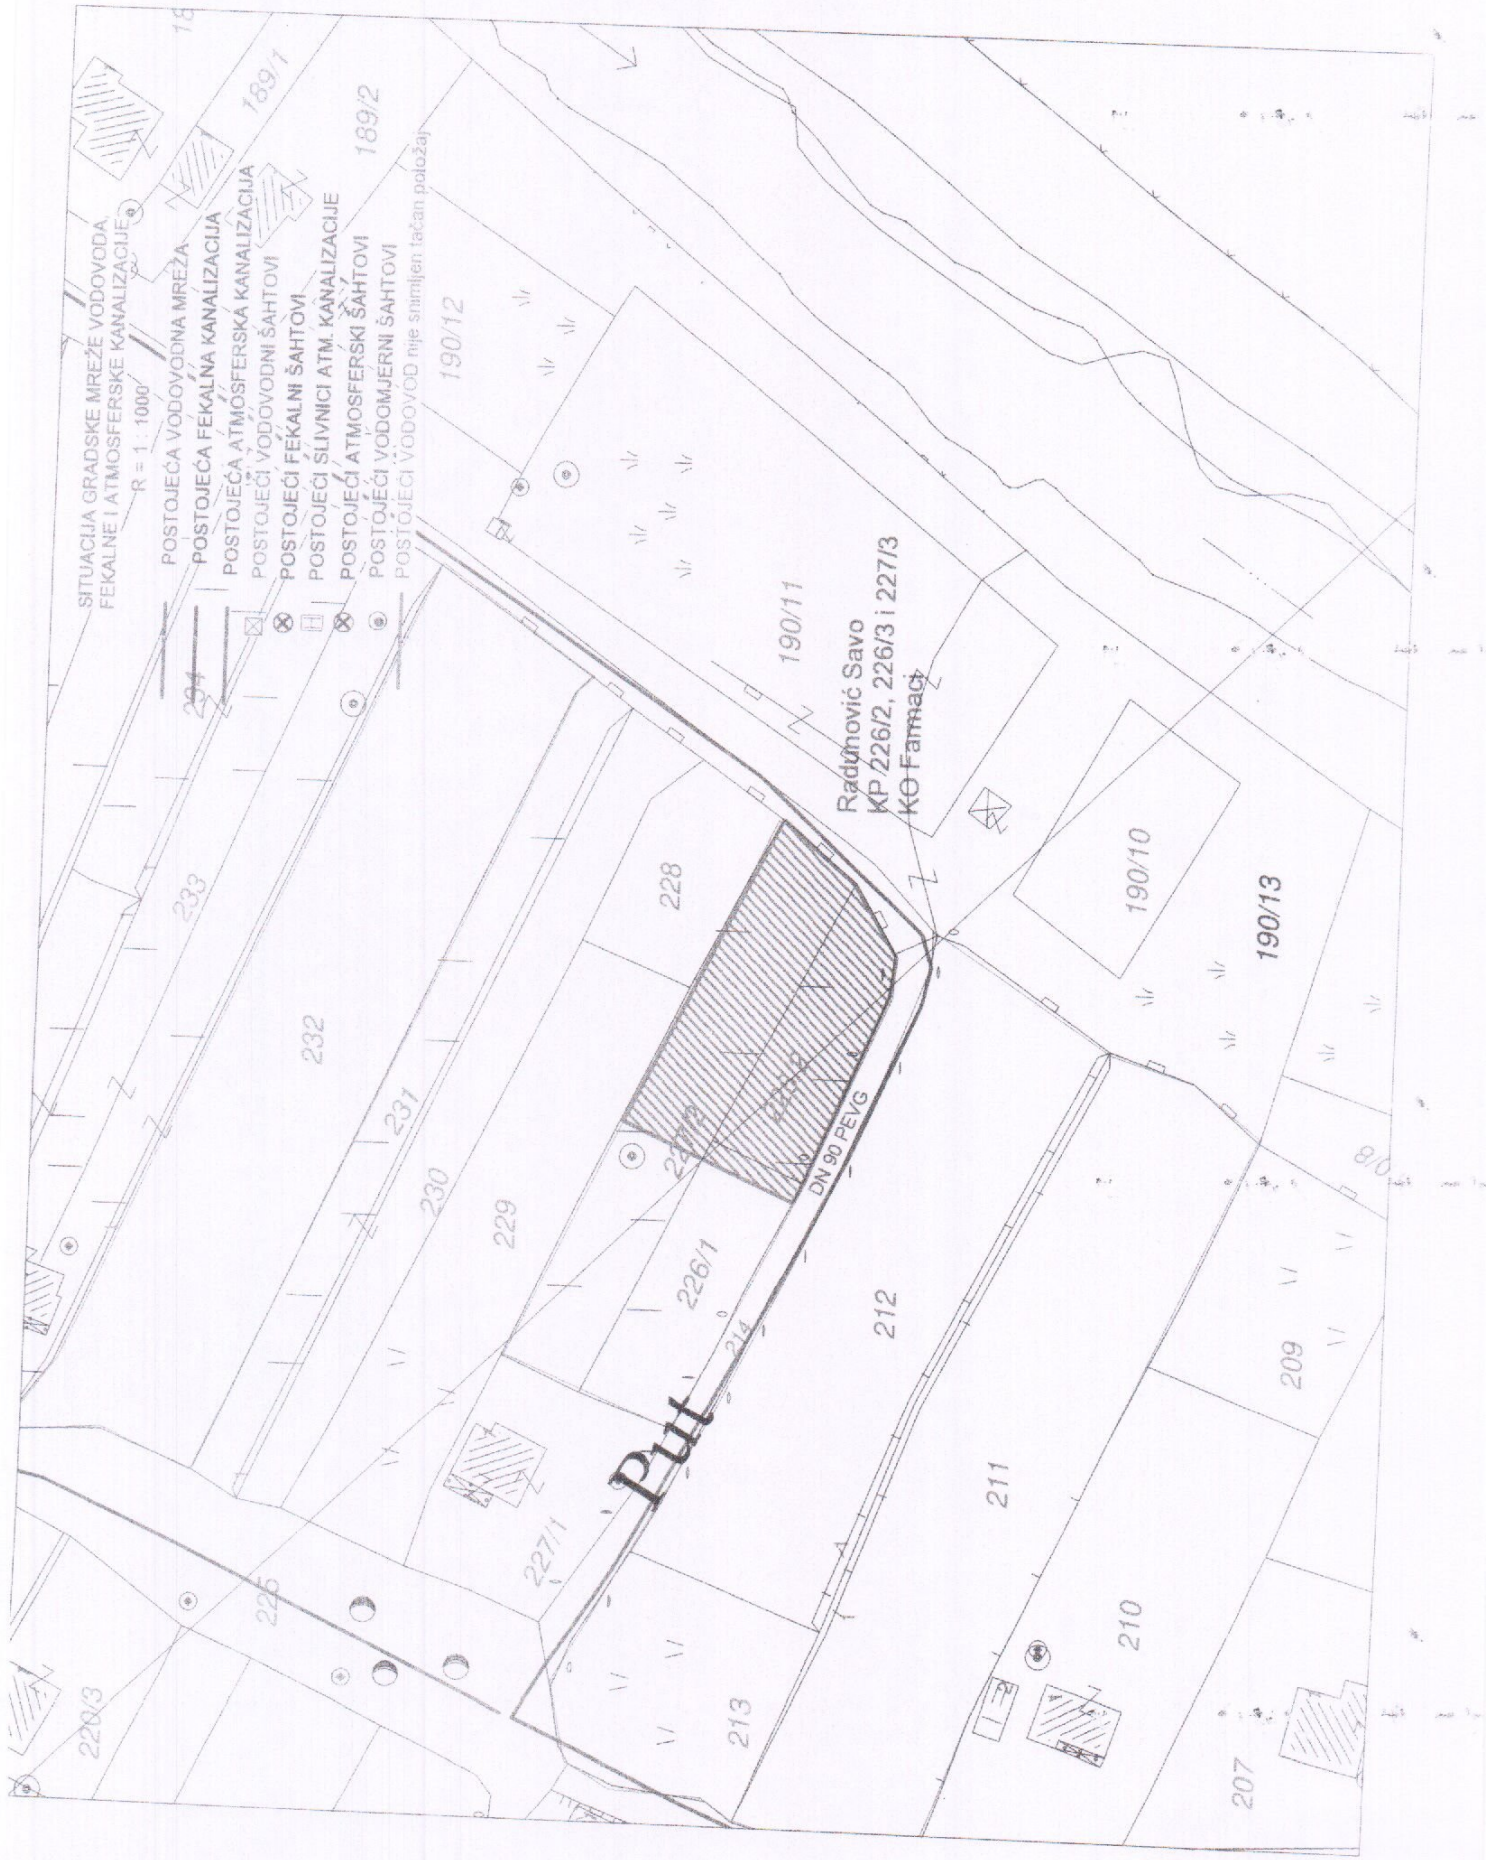 SITUACIJA GRADSKE MREŽE VODOVODA,
FEKALNE I ATMOSFERSKE KANALIZACIJE
R = 1 : 1000
POSTOJEĆA VODOVODNA MREŽA
POSTOJEĆA FEKALNA KANALIZACIJA
POSTOJEĆA ATMOSFERSKA KANALIZACIJA
POSTOJEĆI VODOVODNI ŠAHTOVI
POSTOJEĆI FEKALNI ŠAHTOVI
POSTOJEĆI SLIVNICI ATM. KANALIZACIJE
POSTOJEĆI ATMOSFERSKI ŠAHTOVI
POSTOJEĆI VODOMJERNI ŠAHTOVI
POSTOJEĆI VODOVOD nije snimljen tačan položaj
189/1
189/2
190/12
234
233
232
231
230
229
228
190/11
Radunović Savo
KP 226/2, 226/3 i 227/3
KO Farmaci
190/10
190/13
DN 90 PEVG
226/1
214
Put
227/1
225
220/3
212
213
211
210
209
207